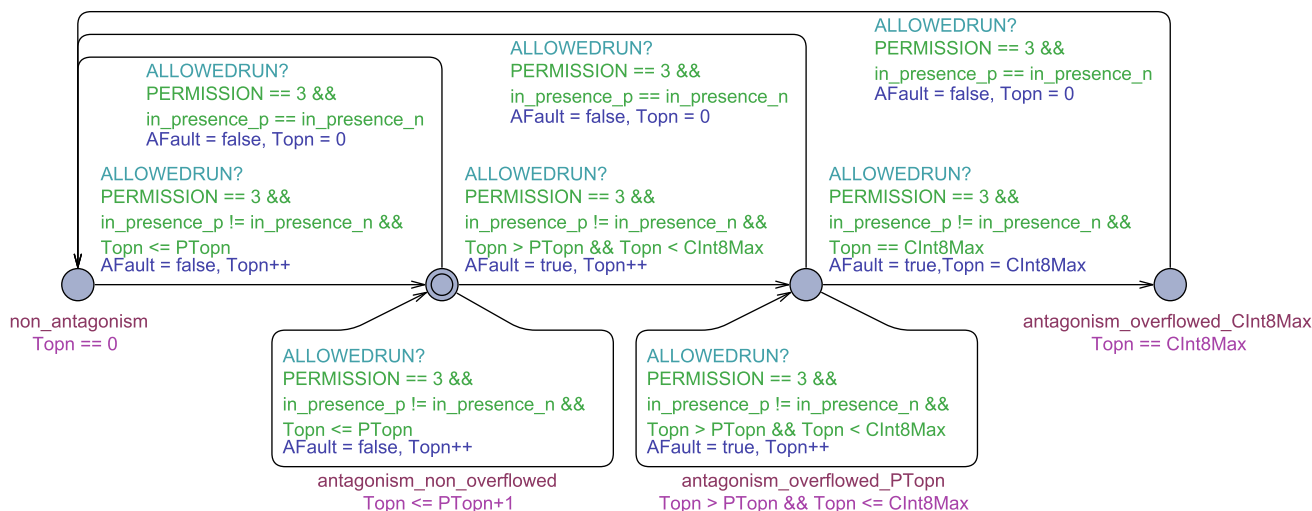 ALLOWEDRUN?
PERMISSION == 3 &&
in_presence_p == in_presence_n
AFault = false, Topn = 0
ALLOWEDRUN?
PERMISSION == 3 &&
in_presence_p == in_presence_n
AFault = false, Topn = 0
ALLOWEDRUN?
PERMISSION == 3 &&
in_presence_p == in_presence_n
AFault = false, Topn = 0
ALLOWEDRUN?
PERMISSION == 3 &&
in_presence_p != in_presence_n &&
Topn <= PTopn
AFault = false, Topn++
ALLOWEDRUN?
PERMISSION == 3 &&
in_presence_p != in_presence_n &&
Topn > PTopn && Topn < CInt8Max
AFault = true, Topn++
ALLOWEDRUN?
PERMISSION == 3 &&
in_presence_p != in_presence_n &&
Topn == CInt8Max
AFault = true,Topn = CInt8Max
non_antagonism
Topn == 0
antagonism_overflowed_CInt8Max
Topn == CInt8Max
ALLOWEDRUN?
PERMISSION == 3 &&
in_presence_p != in_presence_n &&
Topn <= PTopn
AFault = false, Topn++
antagonism_non_overflowed
Topn <= PTopn+1
ALLOWEDRUN?
PERMISSION == 3 &&
in_presence_p != in_presence_n &&
Topn > PTopn && Topn < CInt8Max
AFault = true, Topn++
antagonism_overflowed_PTopn
Topn > PTopn && Topn <= CInt8Max